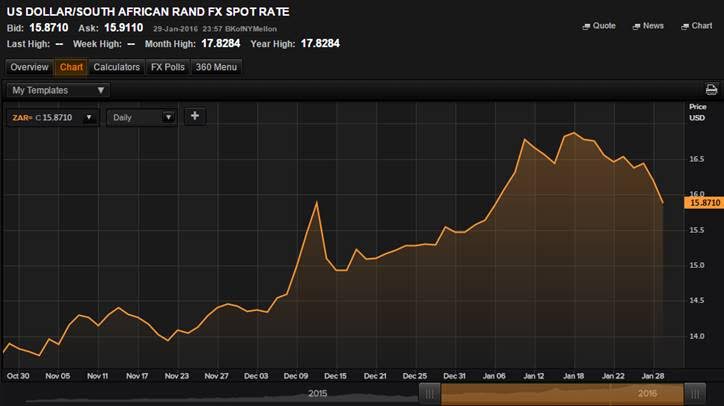 US DOLLAR/SOUTH AFRICAN RAND FX SPOT RATE
Bid: 15.8710 Ask: 15.9110 29-Jan-2016 23:57 BKofNYMellon
Quote News Chart
Last High: -- Week High: -- Month High: 17.8284 Year High: 17.8284
Overview Chart Calculators FX Polls 360 Menu
My Templates
Price
USD
ZAR= C 15.8710 Daily +
16.5
16.0
15.8710
15.5
15.0
14.5
14.0
Oct 30 Nov 05 Nov 11 Nov 17 Nov 23 Nov 27 Dec 03 Dec 09 Dec 15 Dec 21 Dec 25 Dec 31 Jan 12 Jan 18 Jan 22 Jan 28
2015 2016